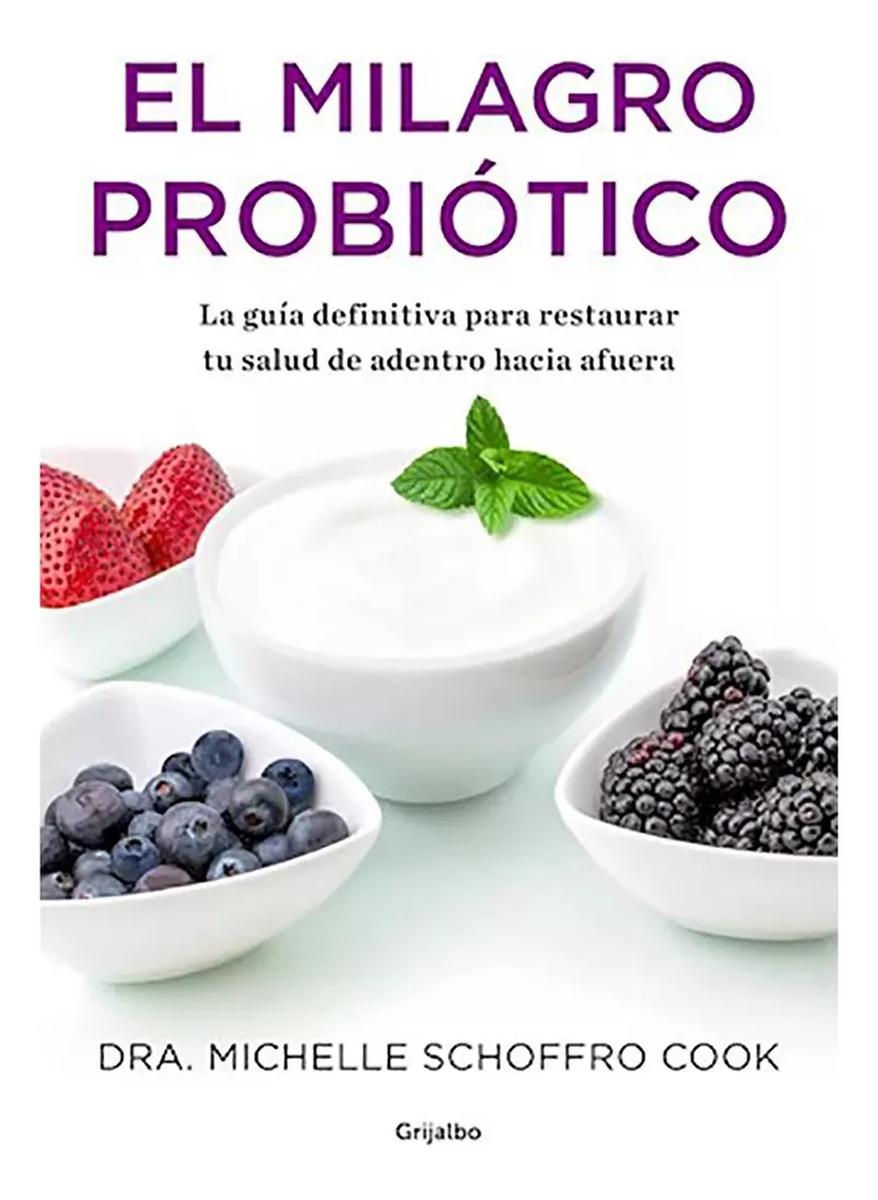 EL MILAGRO
PROBIÓTICO
La guía definitiva para restaurar
tu salud de adentro hacia afuera
DRA. MICHELLE SCHOFFRO COOK
Grijalbo